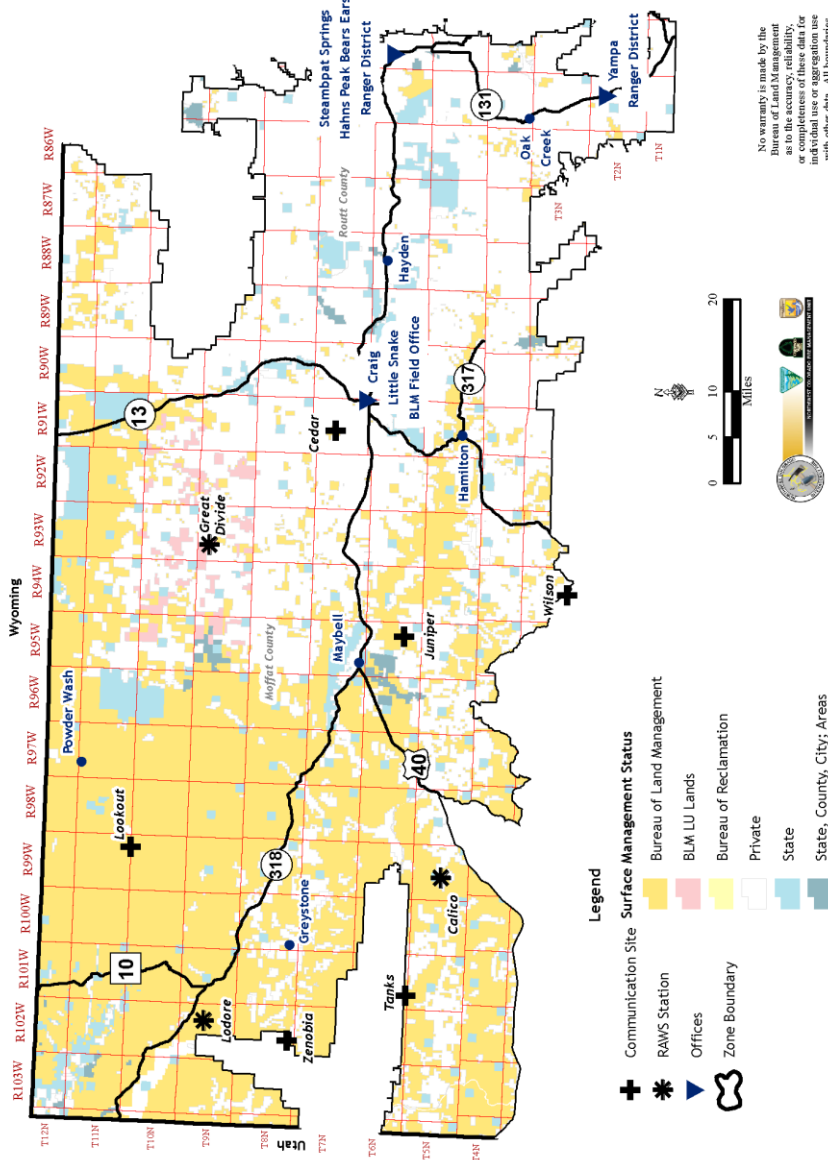 Wyoming
R103W
R102W
R101W
R100W
R99W
R98W
R97W
R96W
R95W
R94W
R93W
R92W
R91W
R90W
R89W
R88W
R87W
R86W
T12N
T11N
T10N
T9N
T8N
T7N
T6N
T5N
T4N
Utah
T3N
T2N
T1N
10
Lookout
Powder Wash
13
Great
Divide
Lodore
Zenobia
318
Greystone
Moffat County
Routt County
Cedar
Maybell
Craig
Little Snake
BLM Field Office
Hayden
Steambpat Springs
Hahns Peak Bears Ears
Ranger District
131
Oak
Creek
Yampa
Ranger District
Tanks
Calico
40
Juniper
Hamilton
317
Wilson
Legend
Communication Site
RAWS Station
Offices
Zone Boundary
Surface Management Status
Bureau of Land Management
BLM LU Lands
Bureau of Reclamation
Private
State
State, County, City; Areas
N
0
5
10
20
Miles
No warranty is made by the
Bureau of Land Management
as to the accuracy, reliability,
or completeness of these data for
individual use or aggregation use
with other data. All boundaries